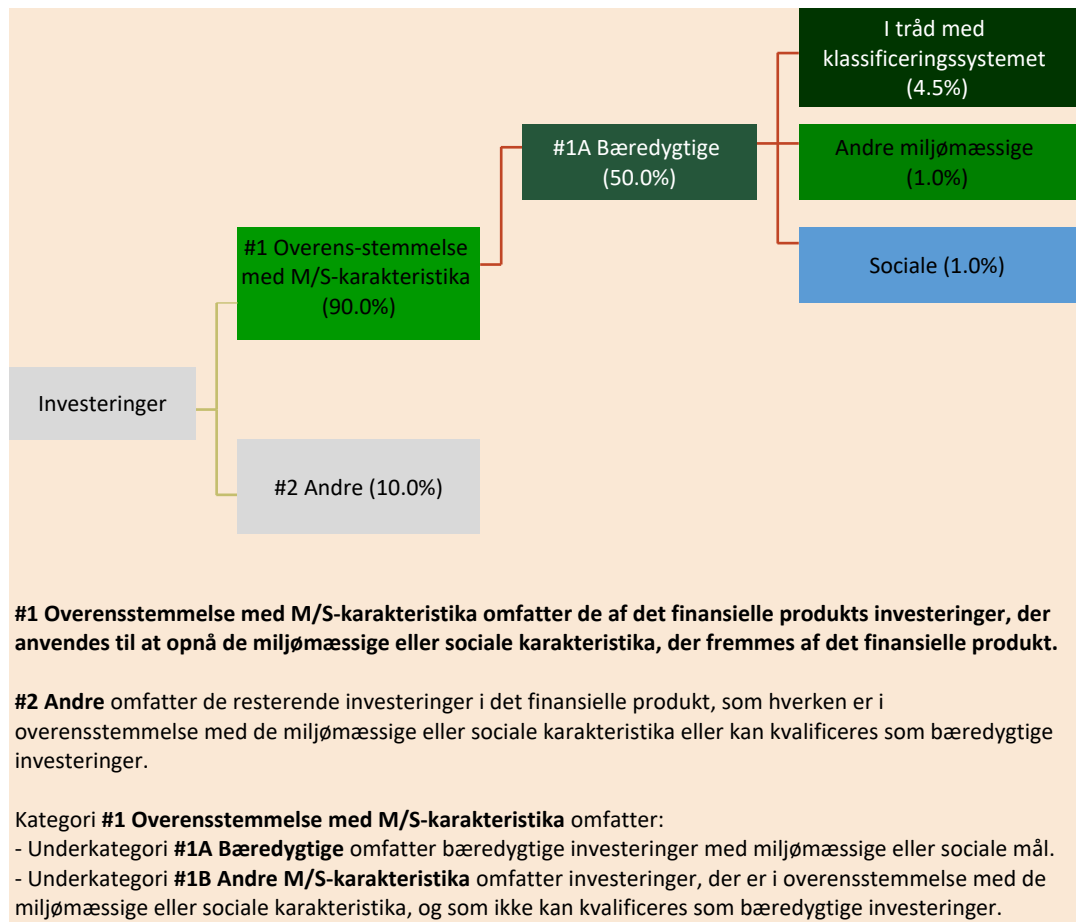 I tråd med
klassificeringssystemet
(4.5%)
#1A Bæredygtige
(50.0%)
Andre miljømæssige
(1.0%)
#1 Overens-stemmelse
med M/S-karakteristika
(90.0%)
Sociale (1.0%)
Investeringer
#2 Andre (10.0%)
#1 Overensstemmelse med M/S-karakteristika omfatter de af det finansielle produkts investeringer, der
anvendes til at opnå de miljømæssige eller sociale karakteristika, der fremmes af det finansielle produkt.
#2 Andre omfatter de resterende investeringer i det finansielle produkt, som hverken er i
overensstemmelse med de miljømæssige eller sociale karakteristika eller kan kvalificeres som bæredygtige
investeringer.
Kategori #1 Overensstemmelse med M/S-karakteristika omfatter:
- Underkategori #1A Bæredygtige omfatter bæredygtige investeringer med miljømæssige eller sociale mål.
- Underkategori #1B Andre M/S-karakteristika omfatter investeringer, der er i overensstemmelse med de
miljømæssige eller sociale karakteristika, og som ikke kan kvalificeres som bæredygtige investeringer.